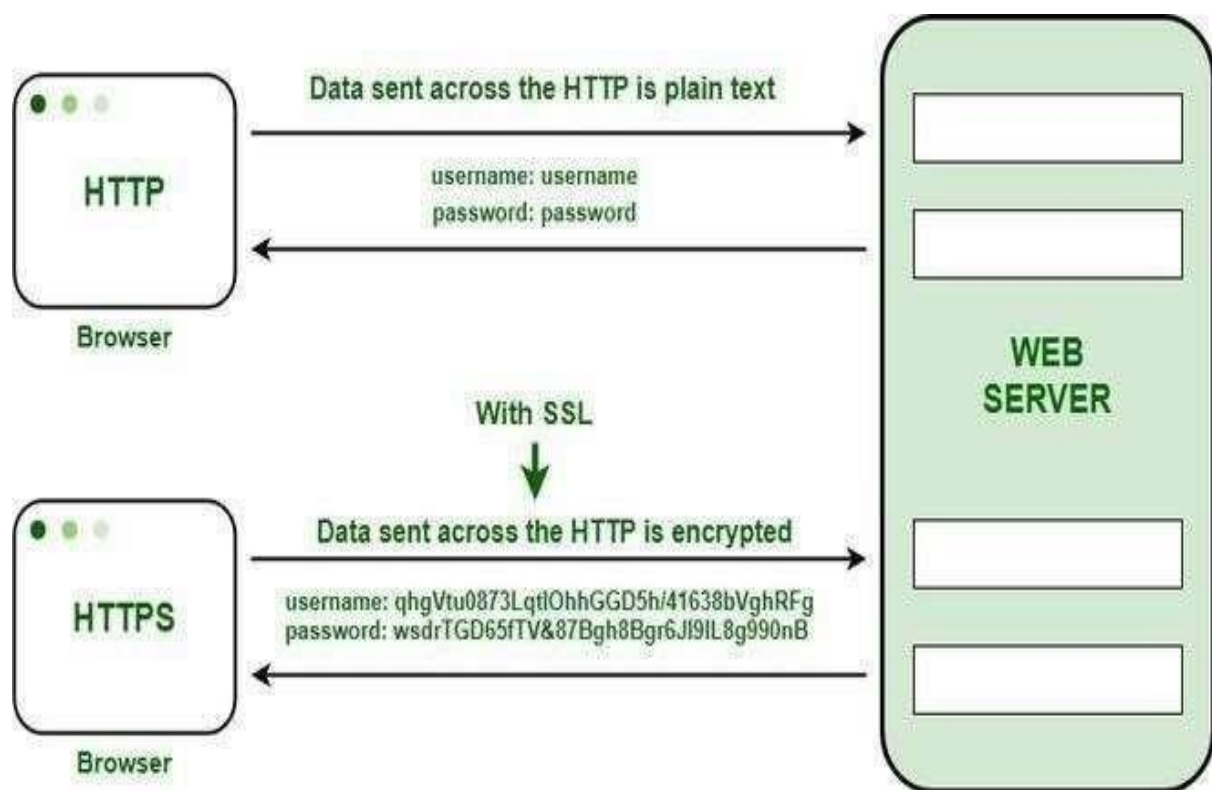 Data sent across the HTTP is plain text
HTTP
username: username
password: password
Browser
WEB
SERVER
With SSL
Data sent across the HTTP is encrypted
HTTPS
username: qhgVtu0873LqtlOhhGGD5h/41638bVghRFg
password: wsdrTGD65fTV&87Bgh8Bgr6Jl9lL8g990nB
Browser